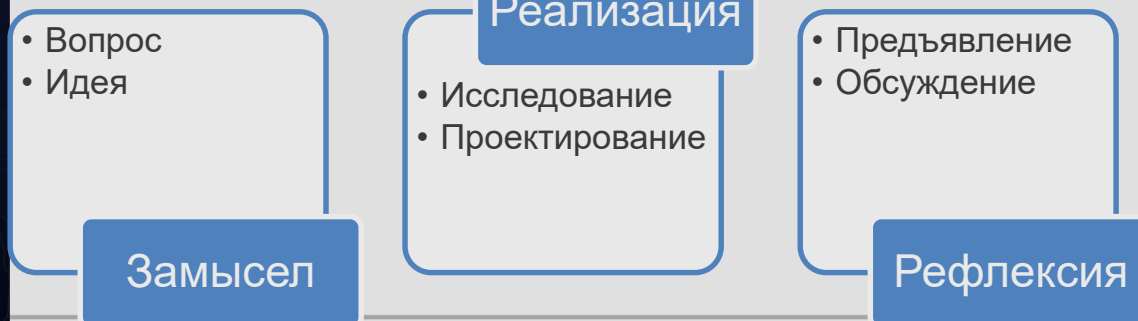 • Вопрос
• Идея
Замысел
Реализация
• Исследование
• Проектирование
• Предъявление
• Обсуждение
Рефлексия